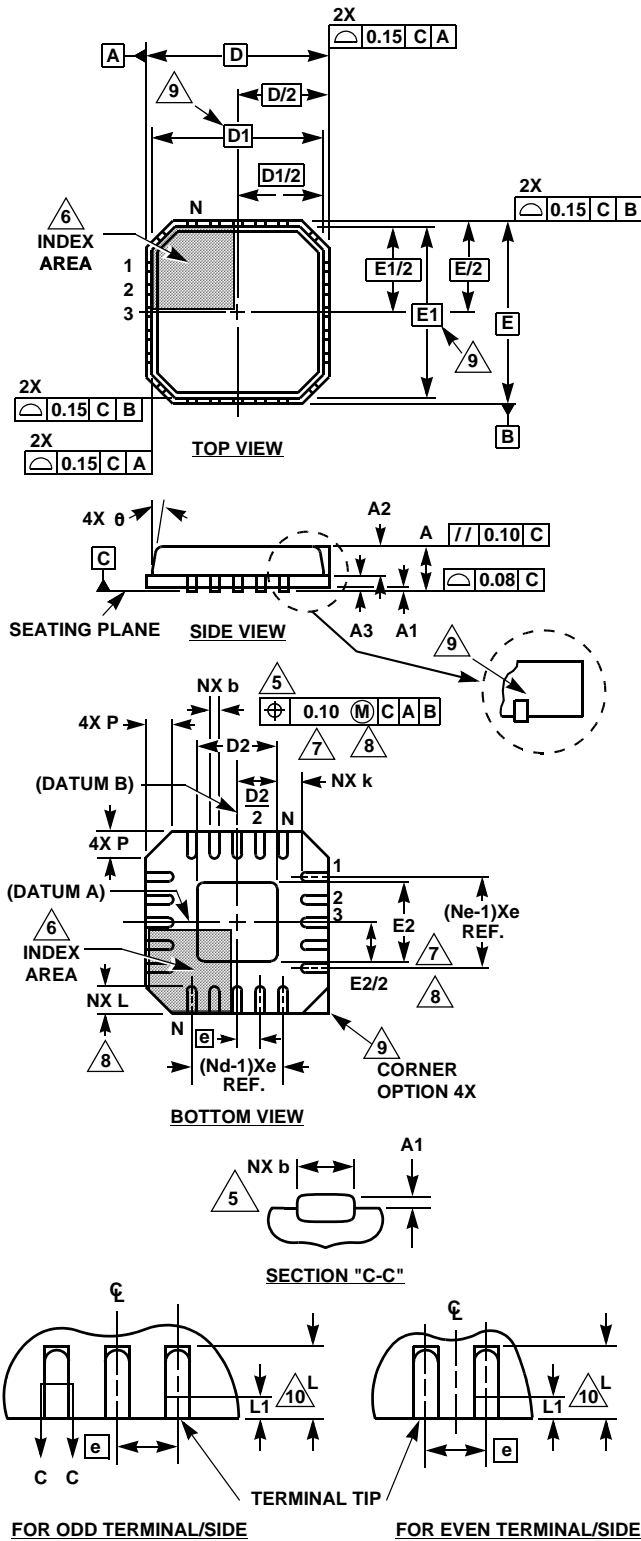 2X
0.15 C A
A
D
D/2
9
D1
D1/2
2X
0.15 C B
6
INDEX
AREA
N
1
2
3
E1/2
E/2
E1
E
9
2X
0.15 C B
2X
0.15 C A
B
TOP VIEW
4X θ
A2
A
// 0.10 C
C
0.08 C
SEATING PLANE
SIDE VIEW
A3
A1
9
NX b
5
⌖ 0.10 Ⓜ C A B
4X P
D2
7
8
(DATUM B)
D2
2
N
NX k
4X P
1
2
3
(DATUM A)
(Ne-1)Xe
REF.
6
INDEX
AREA
E2
7
E2/2
8
NX L
8
N
e
(Nd-1)Xe
REF.
9
CORNER
OPTION 4X
BOTTOM VIEW
NX b
A1
5
SECTION "C-C"
C L
C L
10
L
L1
10
L
L1
e
C
C
e
TERMINAL TIP
FOR ODD TERMINAL/SIDE
FOR EVEN TERMINAL/SIDE